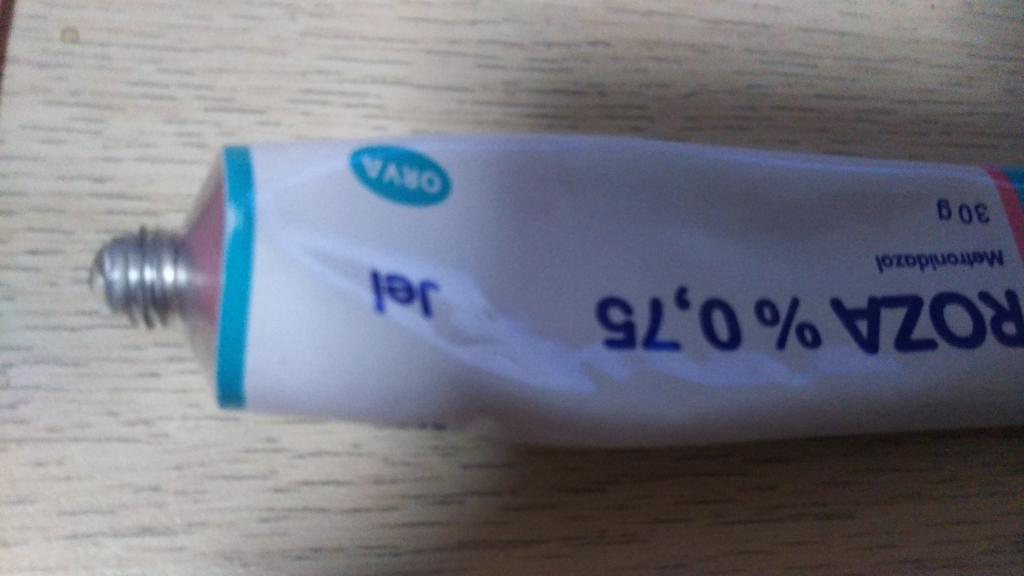 ROZA % 0,75
Metronidazol
30 g
Jel
ORVA